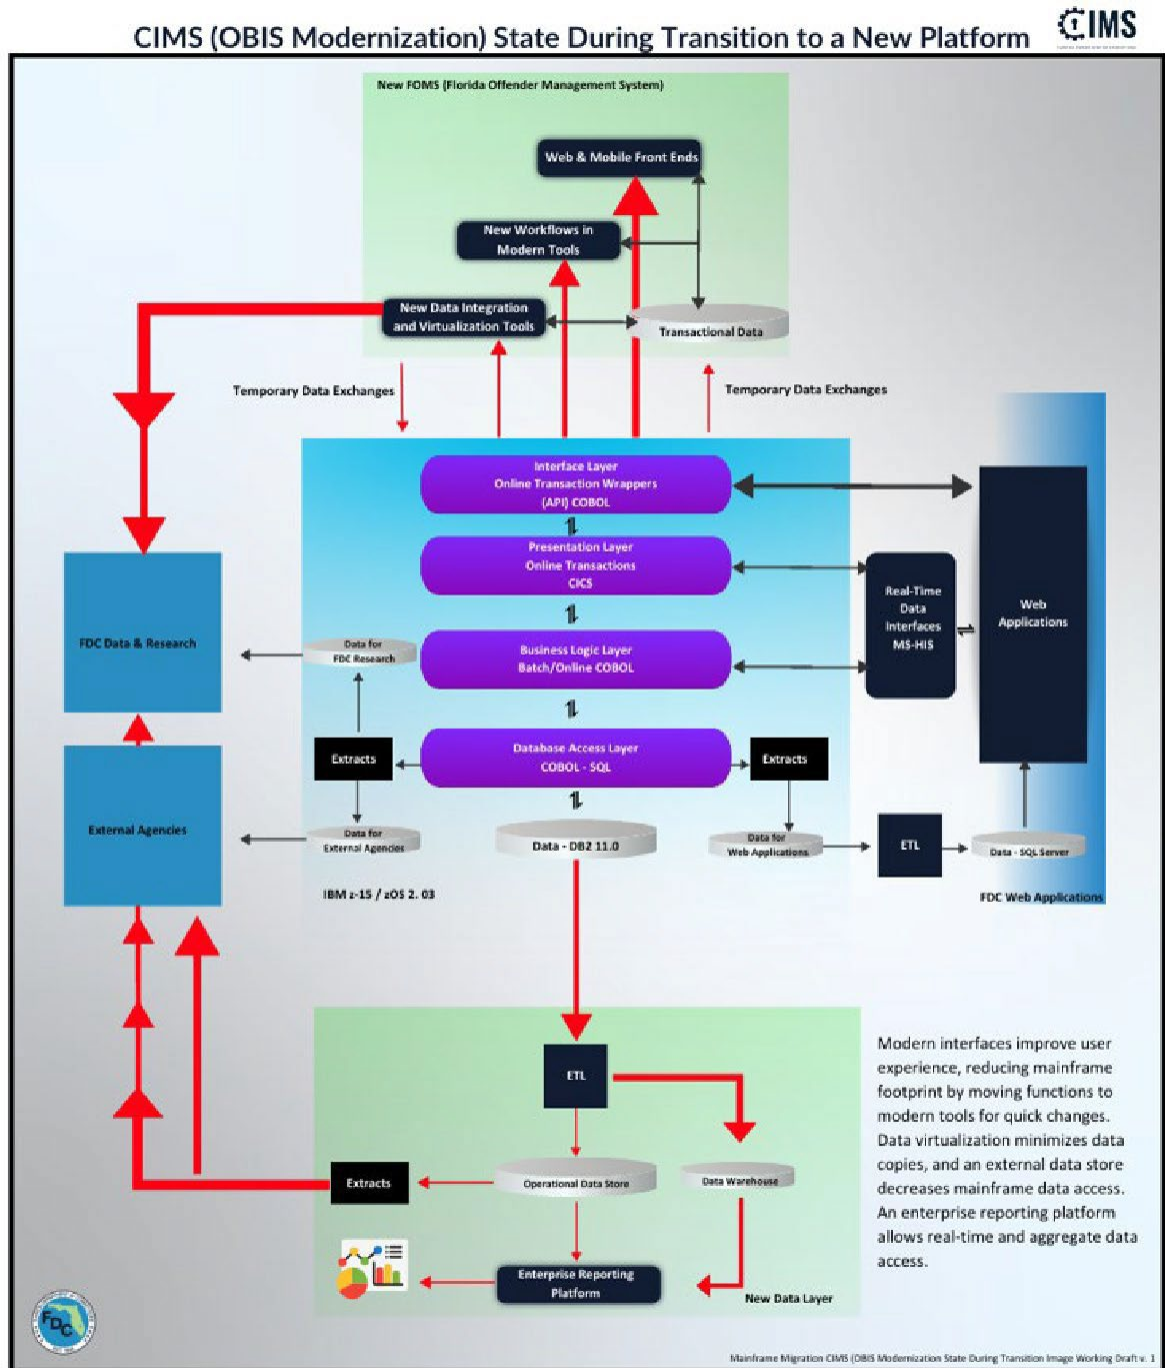 CIMS (OBIS Modernization) State During Transition to a New Platform
CIMS
New FOMS (Florida Offender Management System)
Web & Mobile Front Ends
New Workflows in
Modern Tools
New Data Integration
and Virtualization Tools
Transactional Data
Temporary Data Exchanges
Temporary Data Exchanges
Interface Layer
Online Transaction Wrappers
(API) COBOL
Presentation Layer
Online Transactions
CICS
Real-Time
Data
Interfaces
MS-HIS
Web
Applications
FDC Data & Research
Data for
FDC Research
Business Logic Layer
Batch/Online COBOL
Extracts
Database Access Layer
COBOL - SQL
Extracts
External Agencies
Data for
External Agencies
Data - DB2 11.0
Data for
Web Applications
ETL
Data - SQL Server
IBM z-15 / zOS 2. 03
FDC Web Applications
ETL
Extracts
Operational Data Store
Data Warehouse
Enterprise Reporting
Platform
New Data Layer
Modern interfaces improve user
experience, reducing mainframe
footprint by moving functions to
modern tools for quick changes.
Data virtualization minimizes data
copies, and an external data store
decreases mainframe data access.
An enterprise reporting platform
allows real-time and aggregate data
access.
FDC
Mainframe Migration CIMS (OBIS Modernization State During Transition Image Working Draft v. 1